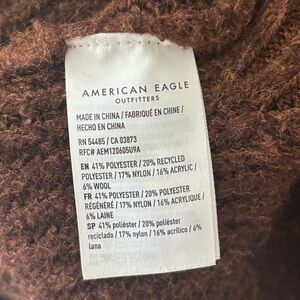 AMERICAN EAGLE
OUTFITTERS
MADE IN CHINA / FABRIQUÉ EN CHINE /
HECHO EN CHINA
RN 54485 / CA 03873
RFC# AEM120605U9A
EN 41% POLYESTER / 20% RECYCLED
POLYESTER / 17% NYLON / 16% ACRYLIC /
6% WOOL
FR 41% POLYESTER / 20% POLYESTER
RÉGÉNÉRÉ / 17% NYLON / 16% ACRYLIQUE /
6% LAINE
SP 41% poliéster / 20% poliéster
reciclado / 17% nylon / 16% acrílico / 6%
lana